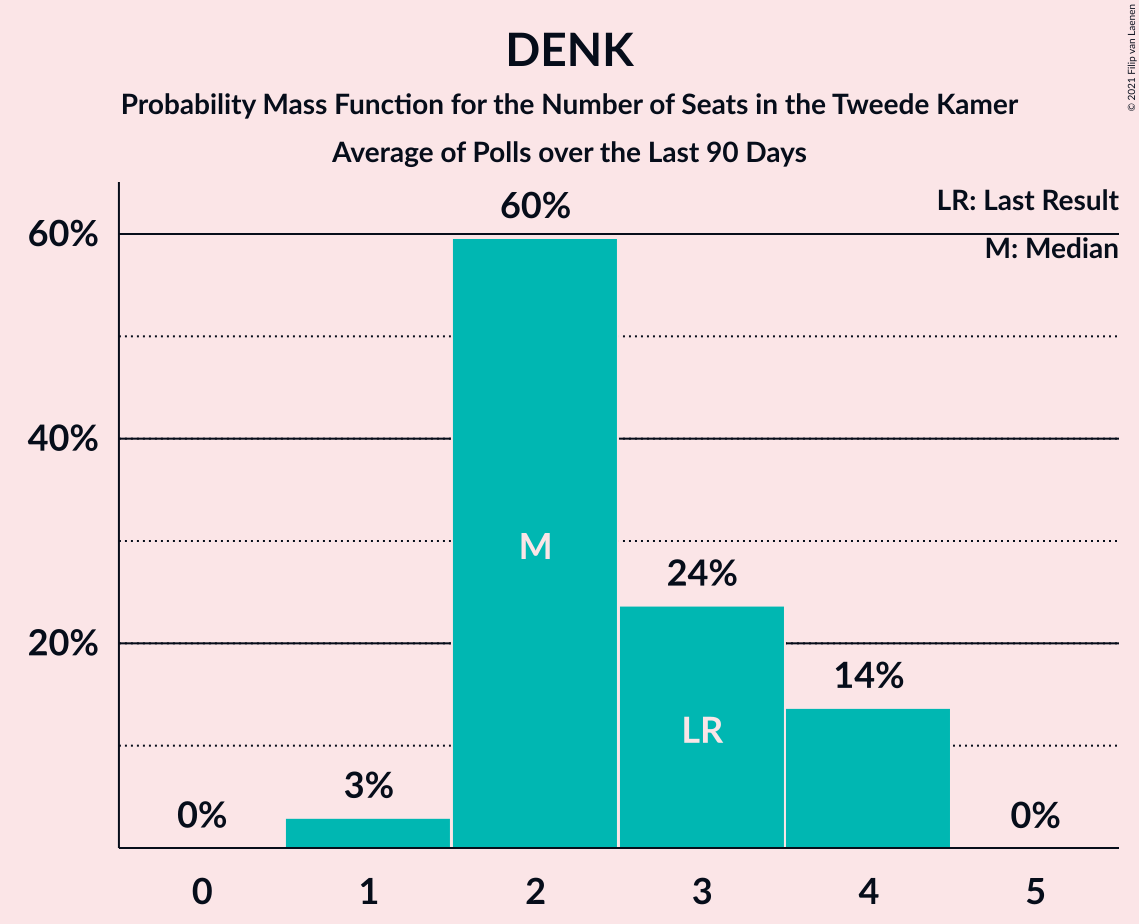 DENK
Probability Mass Function for the Number of Seats in the Tweede Kamer
Average of Polls over the Last 90 Days
© 2021 Filip van Laenen
LR: Last Result
M: Median
60%
40%
20%
0%
3%
60%
24%
14%
0%
M
LR
0 1 2 3 4 5